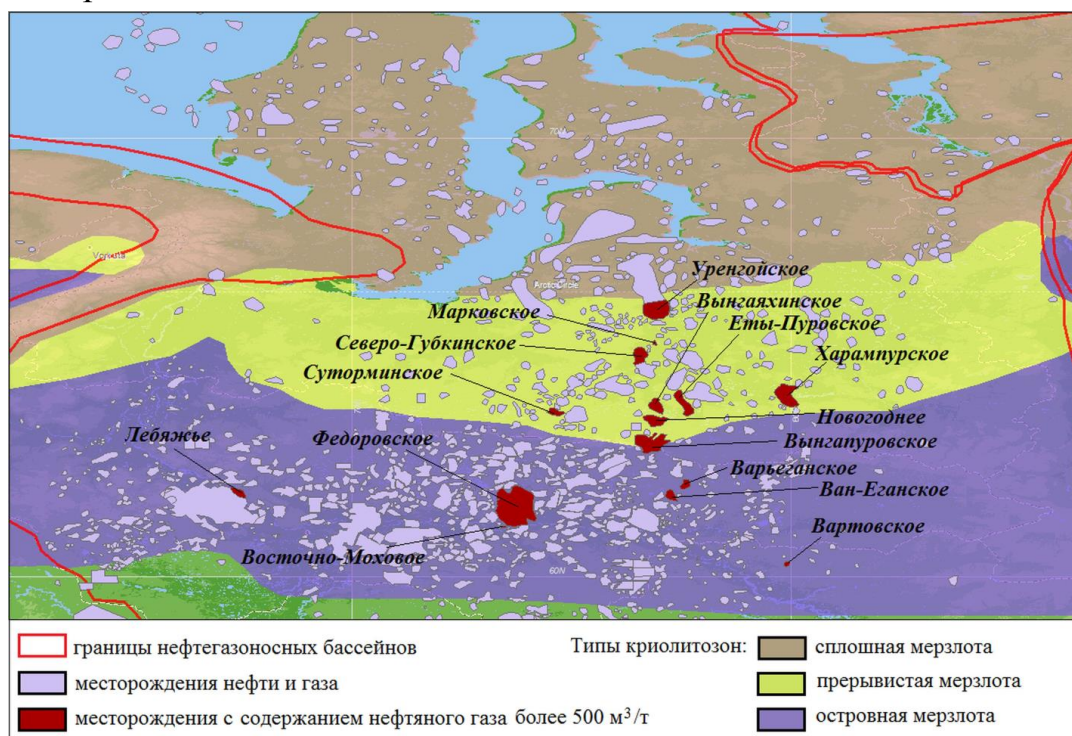 70N
Vorkuta
ArcticCircle
Уренгойское
Вынгаяхинское
Марковское
Еты-Пуровское
Северо-Губкинское
Харампурское
Суторминское
Новогоднее
Лебяжье
Федоровское
Вынгапуровское
Варьеганское
Ван-Еганское
Вартовское
Восточно-Моховое
60N
границы нефтегазоносных бассейнов
Типы криолитозон:
сплошная мерзлота
месторождения нефти и газа
прерывистая мерзлота
месторождения с содержанием нефтяного газа более 500 м³/т
островная мерзлота